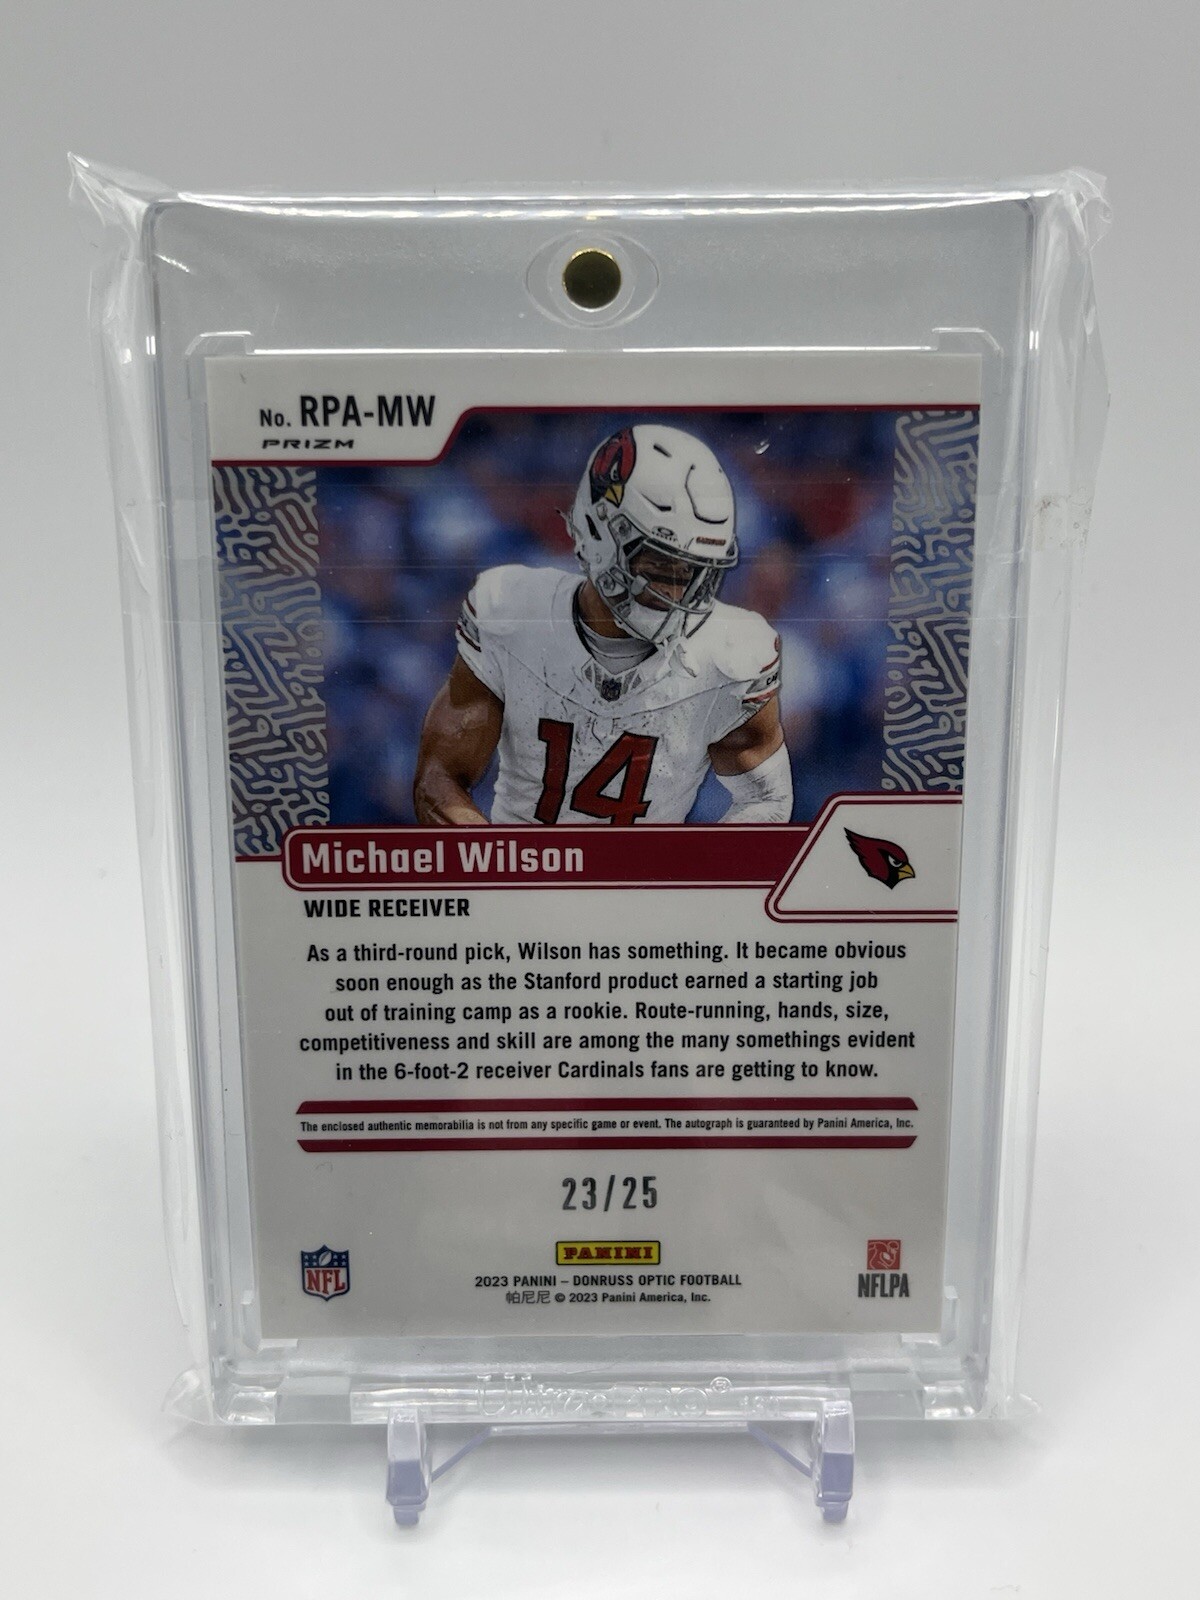 No. RPA-MW
PRIZM
14
Michael Wilson
WIDE RECEIVER
As a third-round pick, Wilson has something. It became obvious
soon enough as the Stanford product earned a starting job
out of training camp as a rookie. Route-running, hands, size,
competitiveness and skill are among the many somethings evident
in the 6-foot-2 receiver Cardinals fans are getting to know.
The enclosed authentic memorabilia is not from any specific game or event. The autograph is guaranteed by Panini America, Inc.
23/25
NFL
PANINI
NFLPA
2023 PANINI – DONRUSS OPTIC FOOTBALL
帕尼尼 © 2023 Panini America, Inc.
Ultra PRO®